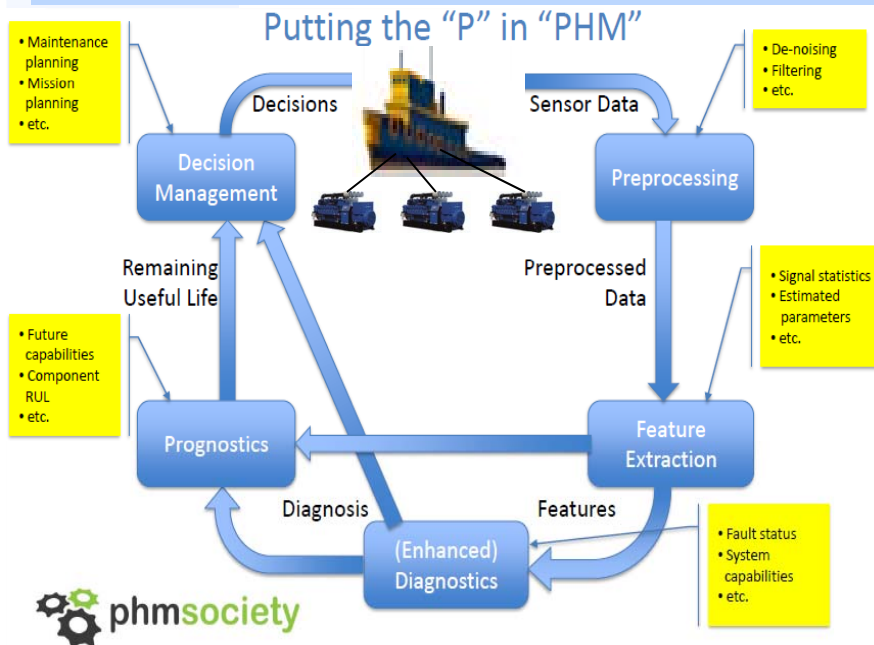 Putting the “P” in “PHM”
• Maintenance
planning
• Mission
planning
• etc.
Decisions
Sensor Data
• De-noising
• Filtering
• etc.
Decision
Management
Preprocessing
Remaining
Useful Life
Preprocessed
Data
• Signal statistics
• Estimated
parameters
• etc.
• Future
capabilities
• Component
RUL
• etc.
Prognostics
Feature
Extraction
Diagnosis
Features
(Enhanced)
Diagnostics
• Fault status
• System
capabilities
• etc.
phmsociety